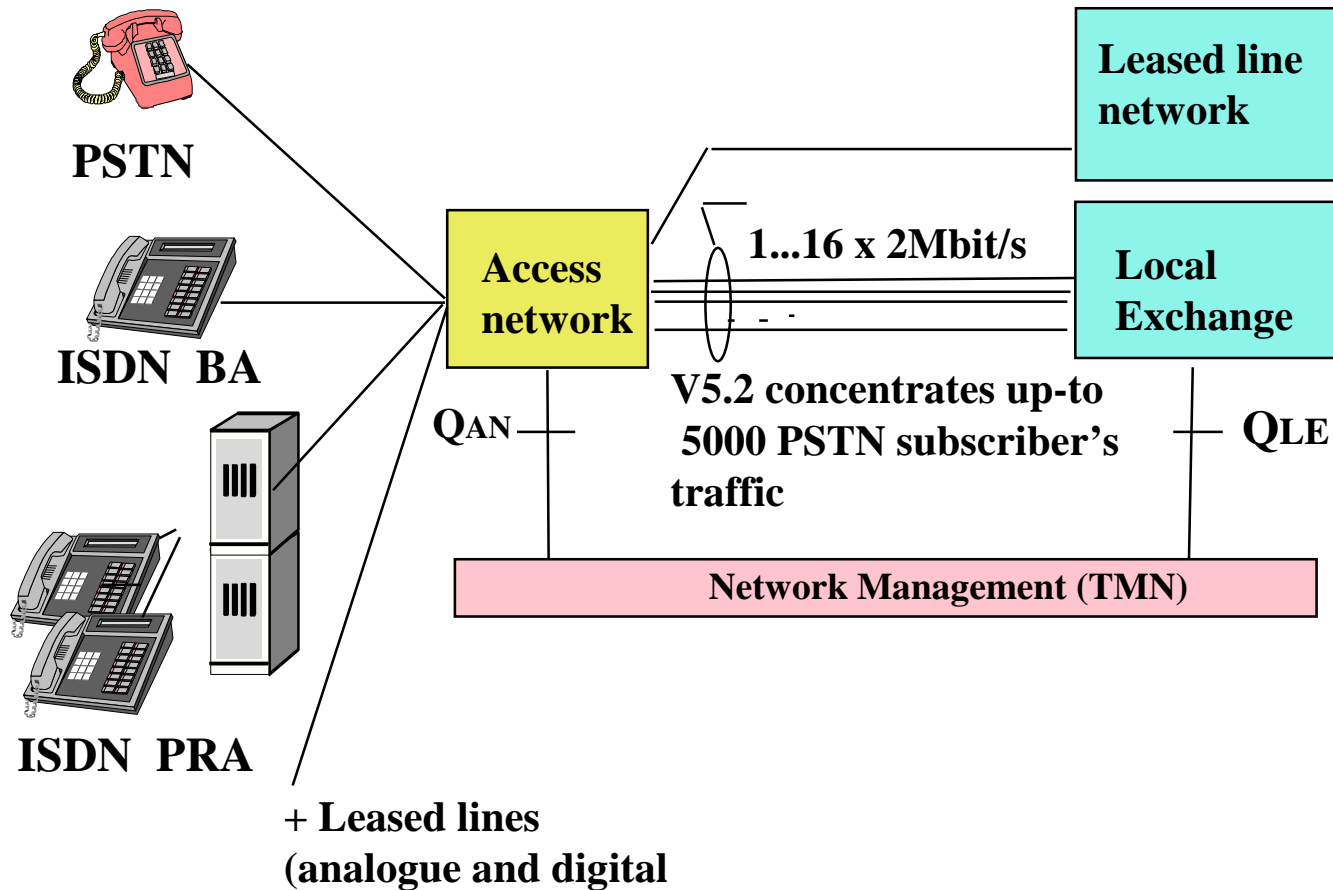 PSTN
ISDN BA
ISDN PRA
+ Leased lines
(analogue and digital
Access
network
Leased line
network
1...16 x 2Mbit/s
Local
Exchange
V5.2 concentrates up-to
5000 PSTN subscriber’s
traffic
QAN
QLE
Network Management (TMN)